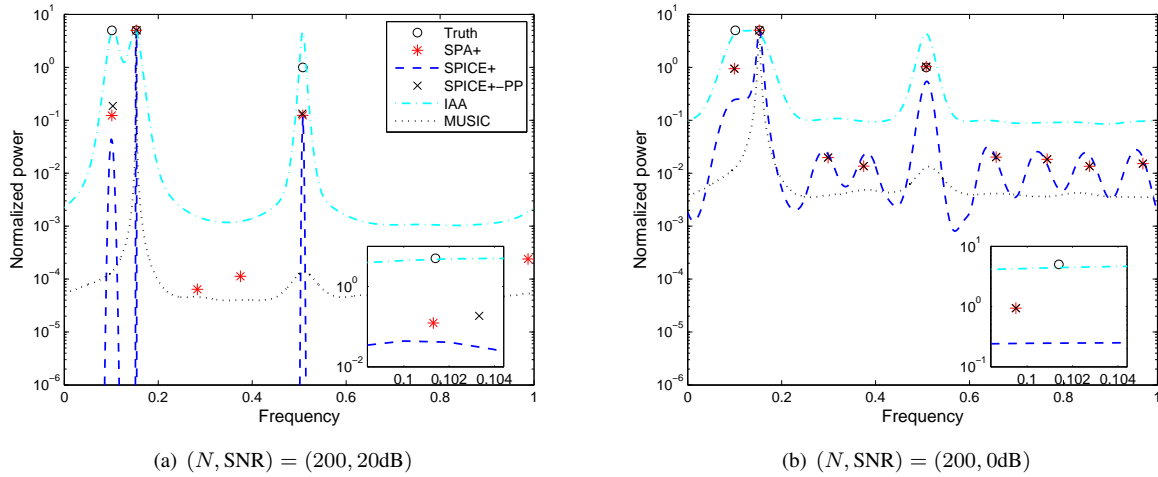 10^1
10^0
10^-1
10^-2
10^-3
10^-4
10^-5
10^-6
Normalized power
0 0.2 0.4 0.6 0.8 1
Frequency
Truth
SPA+
SPICE+
SPICE+−PP
IAA
MUSIC
10^0
10^-2
0.1 0.102 0.104
(a) (N, SNR) = (200, 20dB)
10^1
10^0
10^-1
10^-2
10^-3
10^-4
10^-5
10^-6
Normalized power
0 0.2 0.4 0.6 0.8 1
Frequency
10^1
10^0
10^-1
0.1 0.102 0.104
(b) (N, SNR) = (200, 0dB)